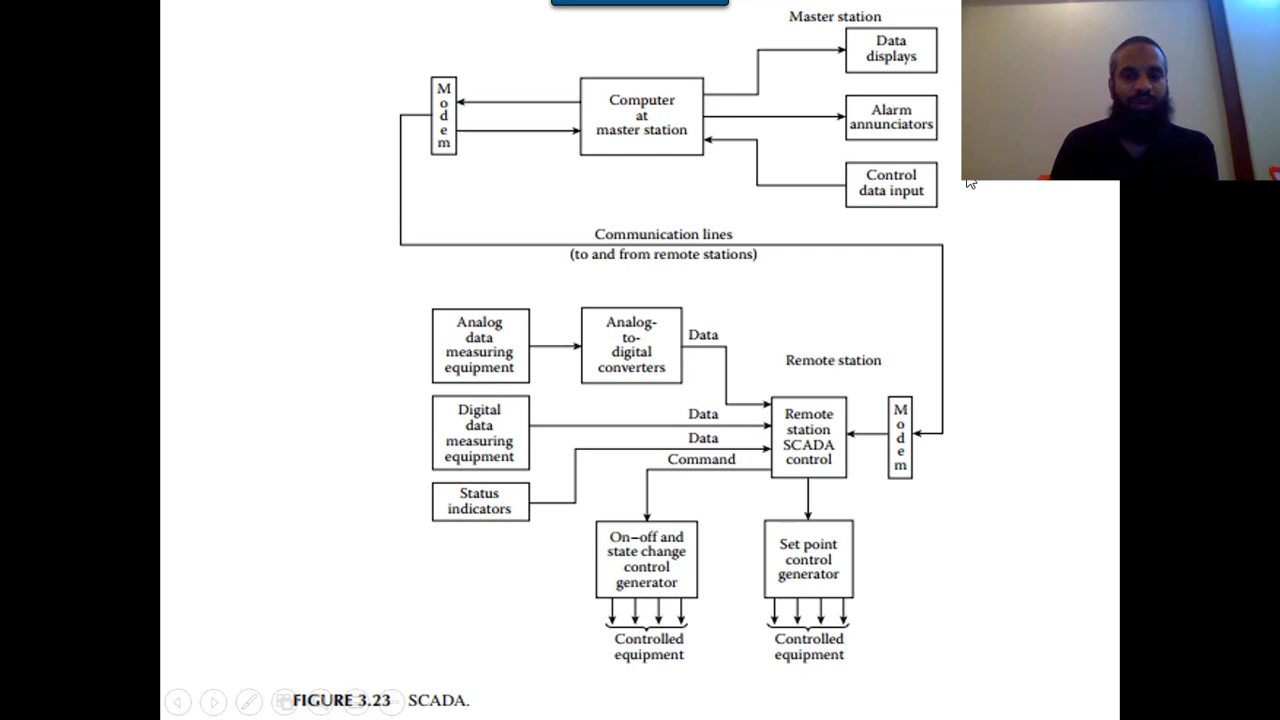 Master station
Data
displays
M
o
d
e
m
Computer
at
master station
Alarm
annunciators
Control
data input
Communication lines
(to and from remote stations)
Analog
data
measuring
equipment
Analog-
to-
digital
converters
Data
Remote station
Digital
data
measuring
equipment
Data
Data
Command
Remote
station
SCADA
control
M
o
d
e
m
Status
indicators
On–off and
state change
control
generator
Set point
control
generator
Controlled
equipment
Controlled
equipment
FIGURE 3.23 SCADA.